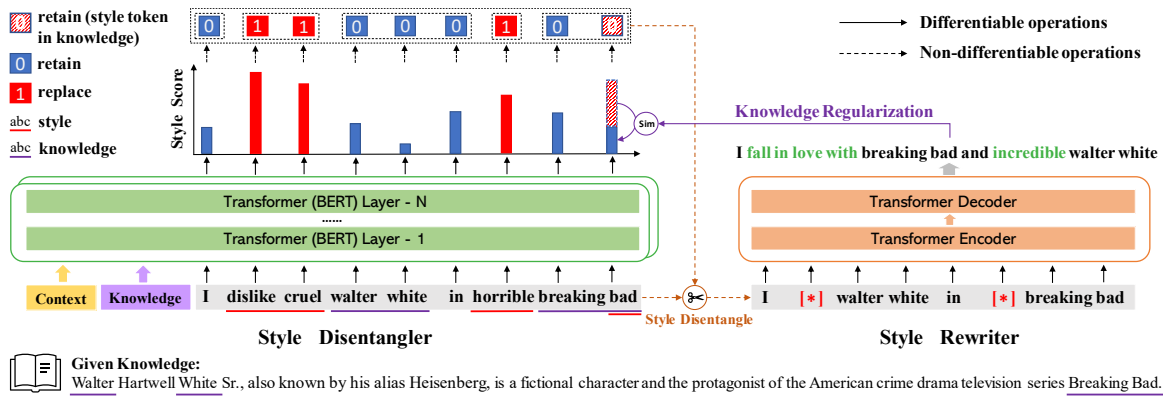 retain (style token
in knowledge)
0 retain
1 replace
abc style
abc knowledge
0 1 1 0 0 0 1 0 0
Style Score
Sim
Differentiable operations
Non-differentiable operations
Knowledge Regularization
I fall in love with breaking bad and incredible walter white
Transformer (BERT) Layer - N
......
Transformer (BERT) Layer - 1
Transformer Decoder
Transformer Encoder
Context Knowledge I dislike cruel walter white in horrible breaking bad
I [*] walter white in [*] breaking bad
Style Disentangle
Style Disentangler
Style Rewriter
Given Knowledge:
Walter Hartwell White Sr., also known by his alias Heisenberg, is a fictional character and the protagonist of the American crime drama television series Breaking Bad.